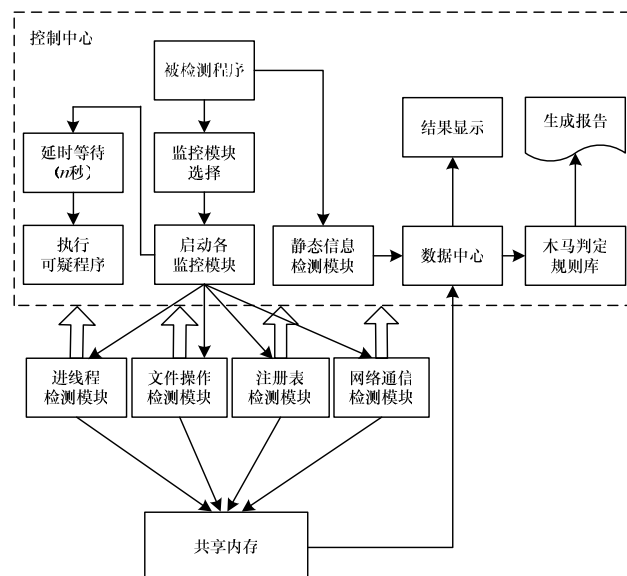 控制中心
被检测程序
结果显示
生成报告
延时等待
(n秒)
监控模块
选择
执行
可疑程序
启动各
监控模块
静态信息
检测模块
数据中心
木马判定
规则库
进线程
检测模块
文件操作
检测模块
注册表
检测模块
网络通信
检测模块
共享内存